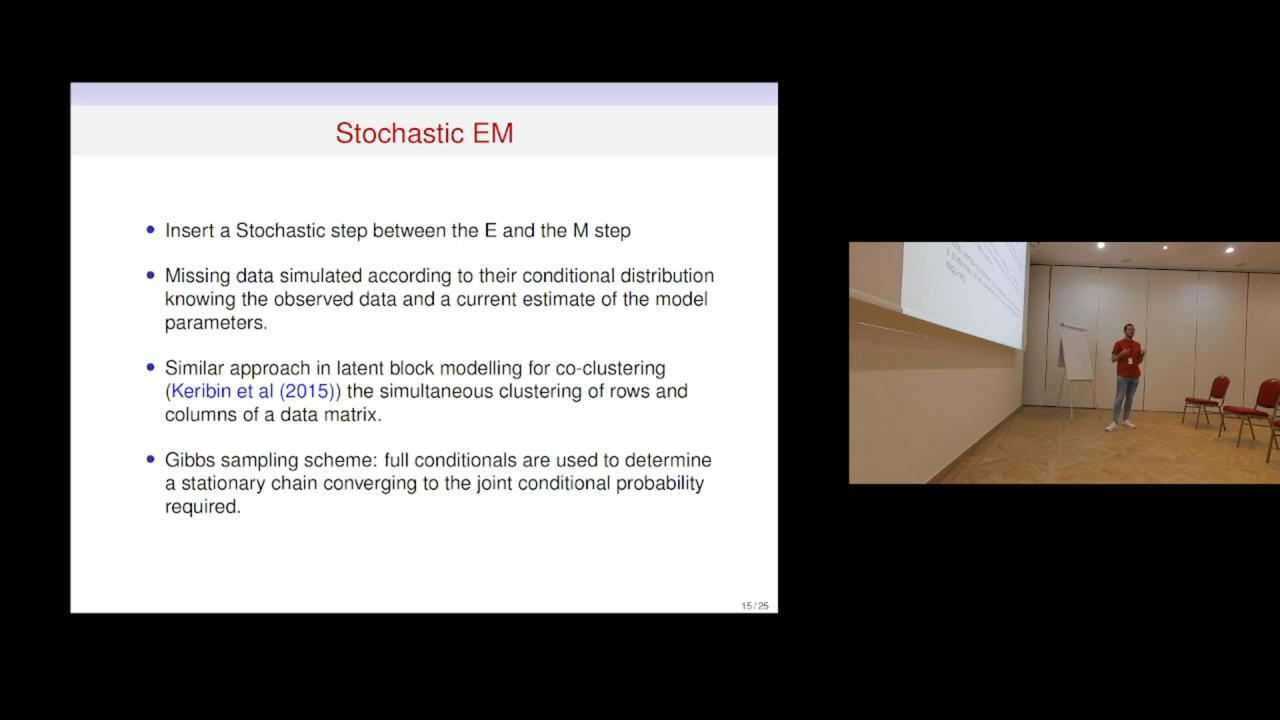 Stochastic EM
Insert a Stochastic step between the E and the M step
Missing data simulated according to their conditional distribution
knowing the observed data and a current estimate of the model
parameters.
Similar approach in latent block modelling for co-clustering
(Keribin et al (2015)) the simultaneous clustering of rows and
columns of a data matrix.
Gibbs sampling scheme: full conditionals are used to determine
a stationary chain converging to the joint conditional probability
required.
15 / 25